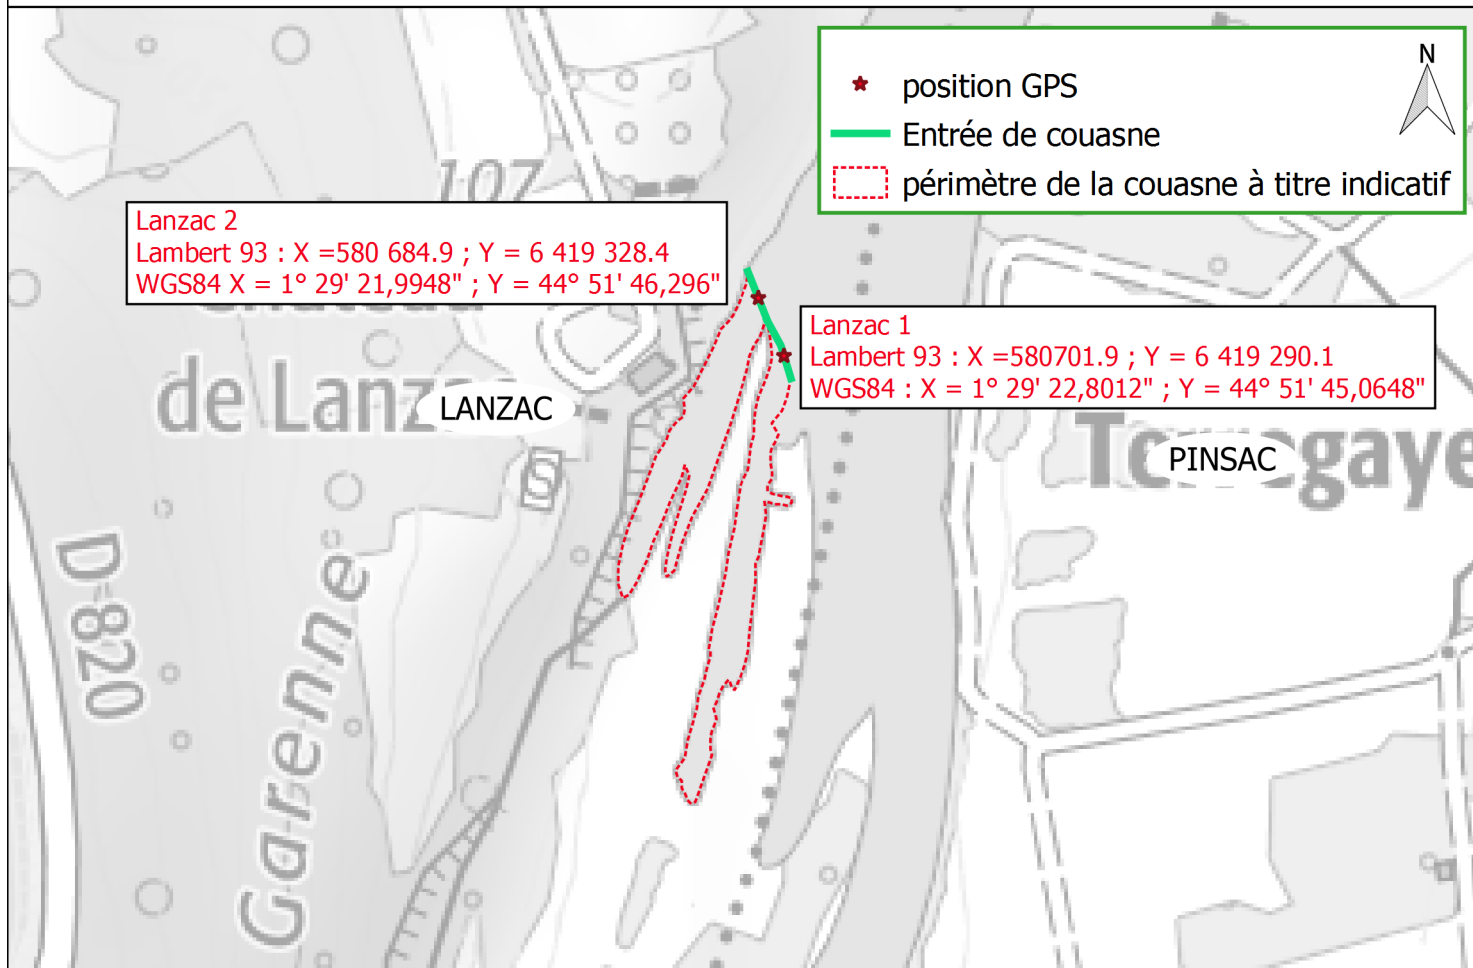 N
position GPS
Entrée de couasne
périmètre de la couasne à titre indicatif
107
Lanzac 2
Lambert 93 : X =580 684.9 ; Y = 6 419 328.4
WGS84 X = 1° 29' 21,9948" ; Y = 44° 51' 46,296"
Lanzac 1
Lambert 93 : X =580701.9 ; Y = 6 419 290.1
WGS84 : X = 1° 29' 22,8012" ; Y = 44° 51' 45,0648"
de Lanzac
LANZAC
PINSAC
D 820
Garenne